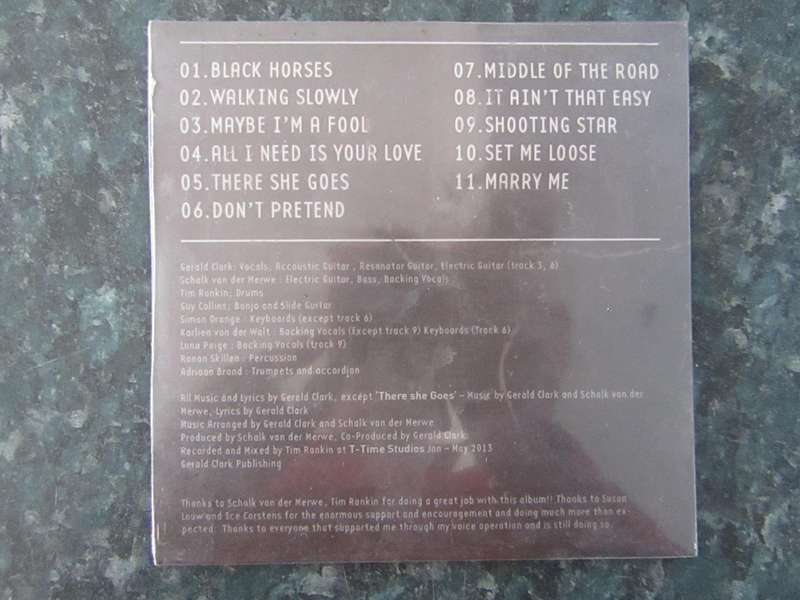 01.BLACK HORSES
02.WALKING SLOWLY
03.MAYBE I'M A FOOL
04.ALL I NEED IS YOUR LOVE
05.THERE SHE GOES
06.DON'T PRETEND
07.MIDDLE OF THE ROAD
08.IT AIN'T THAT EASY
09.SHOOTING STAR
10.SET ME LOOSE
11.MARRY ME
Gerald Clark: Vocals, Accoustic Guitar , Resonator Guitar, Electric Guitar (track 3, 6)
Schalk van der Merwe : Electric Guitar, Bass, Backing Vocals
Tim Rankin: Drums
Guy Collins: Banjo and Slide Guitar
Simon Orange : Keyboards (except track 6)
Karlien van der Walt : Backing Vocals (Except track 9) Keyboards (Track 6)
Luna Paige : Backing Vocals (track 9)
Ronan Skillen : Percussion
Adriaan Brand : Trumpets and accordion
All Music and Lyrics by Gerald Clark, except 'There she Goes' – Music by Gerald Clark and Schalk van der
Merwe, Lyrics by Gerald Clark
Music Arranged by Gerald Clark and Schalk van der Merwe
Produced by Schalk van der Merwe, Co-Produced by Gerald Clark
Recorded and Mixed by Tim Rankin at T-Time Studios Jan – May 2013
Gerald Clark Publishing
Thanks to Schalk van der Merwe, Tim Rankin for doing a great job with this album!! Thanks to Susan
Louw and Ice Carstens for the enormous support and encouragement and doing much more than ex-
pected. Thanks to everyone that supported me through my voice operation and is still doing so.